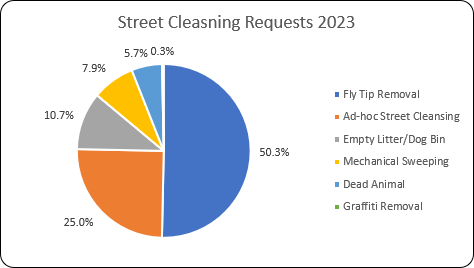 Street Cleasning Requests 2023
5.7% 0.3%
7.9%
10.7%
50.3%
25.0%
Fly Tip Removal
Ad-hoc Street Cleansing
Empty Litter/Dog Bin
Mechanical Sweeping
Dead Animal
Graffiti Removal